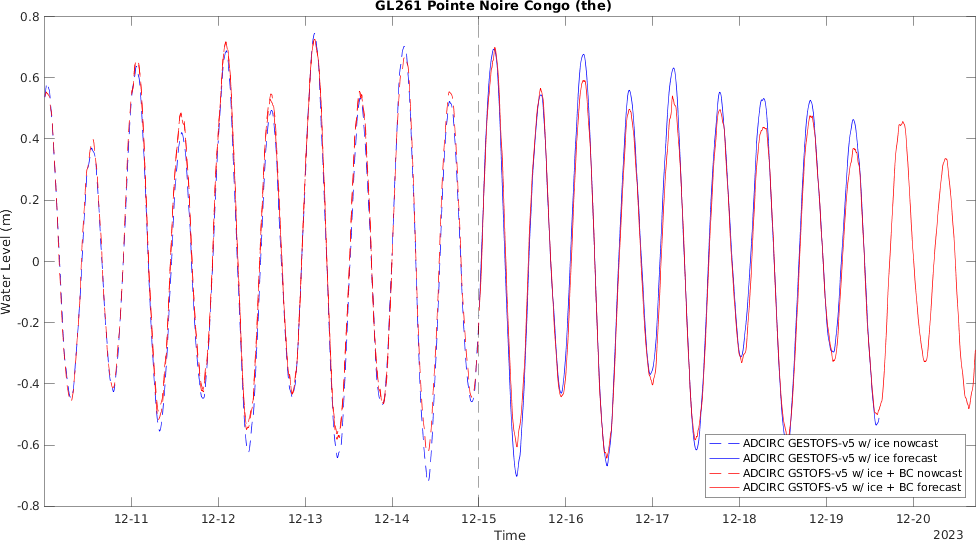 GL261 Pointe Noire Congo (the)
0.8
0.6
0.4
0.2
0
-0.2
-0.4
-0.6
-0.8
Water Level (m)
ADCIRC GESTOFS-v5 w/ ice nowcast
ADCIRC GESTOFS-v5 w/ ice forecast
ADCIRC GSTOFS-v5 w/ ice + BC nowcast
ADCIRC GSTOFS-v5 w/ ice + BC forecast
12-11 12-12 12-13 12-14 12-15 12-16 12-17 12-18 12-19 12-20
Time
2023